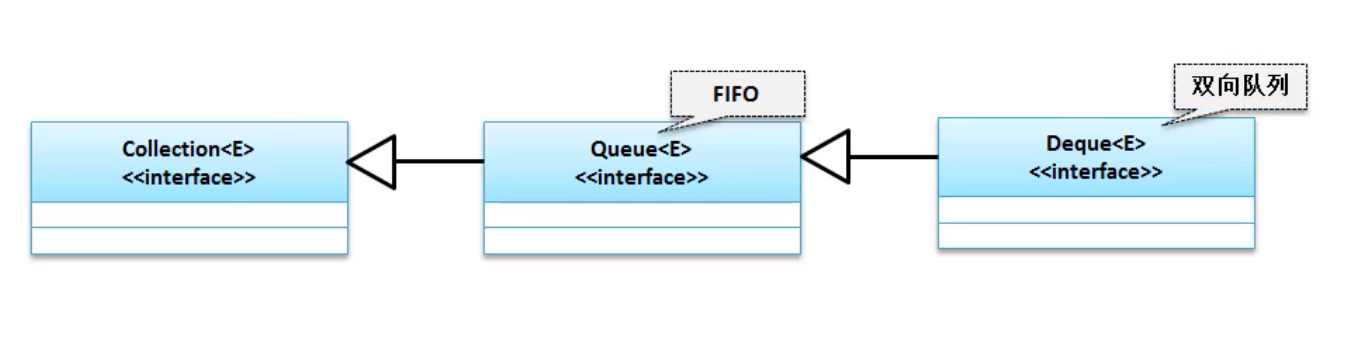 FIFO
双向队列
Collection<E>
<<interface>>
Queue<E>
<<interface>>
Deque<E>
<<interface>>